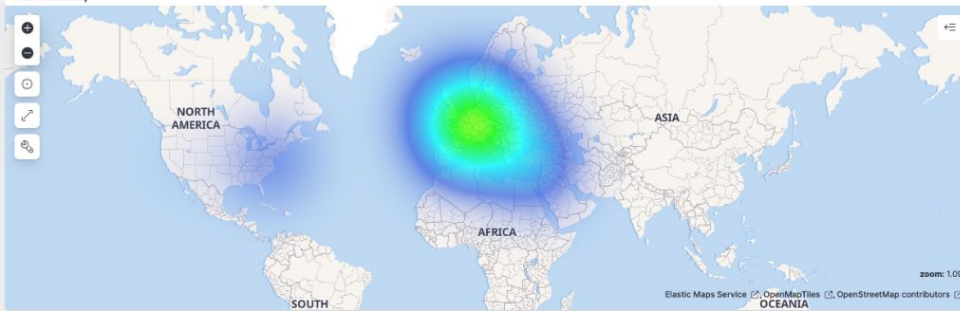 NORTH
AMERICA
ASIA
AFRICA
zoom: 1.09
Elastic Maps Service, OpenMapTiles, OpenStreetMap contributors
OCEANIA
SOUTH